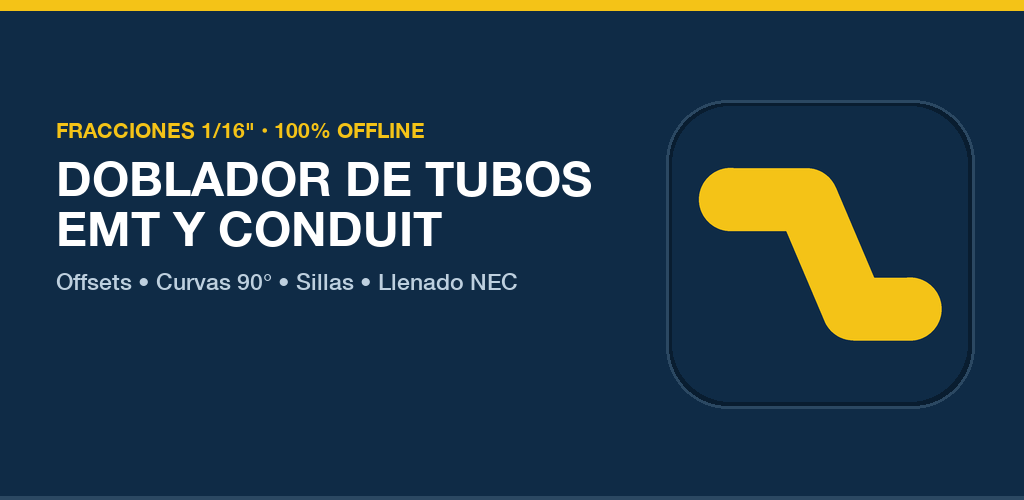 FRACCIONES 1/16" • 100% OFFLINE
DOBLADOR DE TUBOS
EMT Y CONDUIT
Offsets • Curvas 90° • Sillas • Llenado NEC